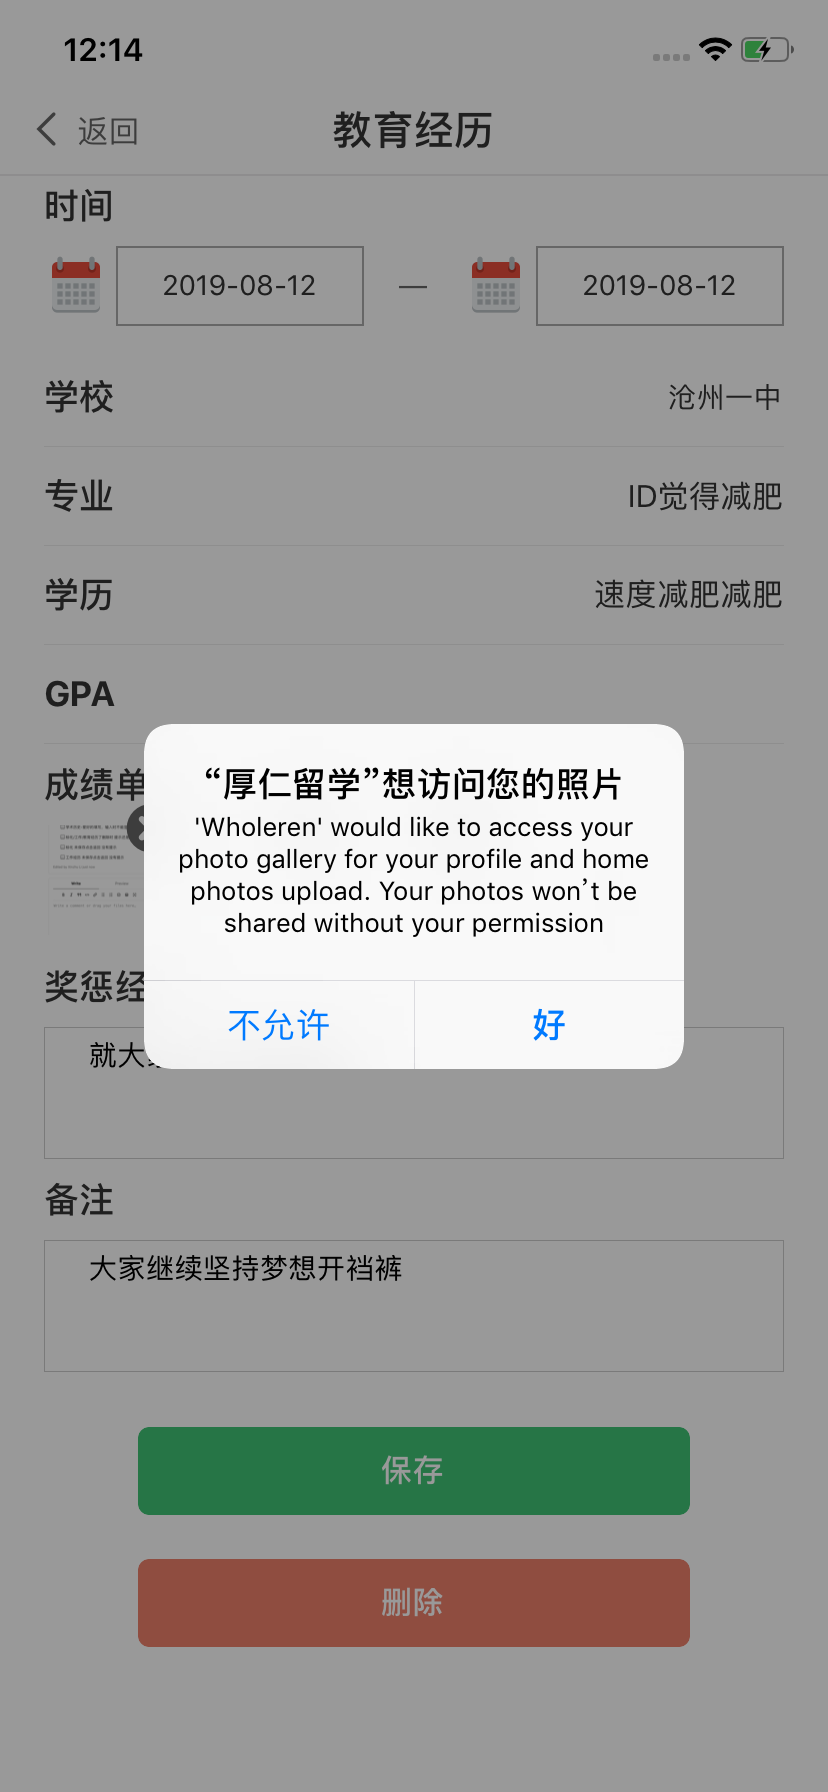 12:14
返回
教育经历
时间
2019-08-12
—
2019-08-12
学校
沧州一中
专业
ID觉得减肥
学历
速度减肥减肥
GPA
成绩单
“厚仁留学”想访问您的照片
'Wholeren' would like to access your
photo gallery for your profile and home
photos upload. Your photos won’t be
shared without your permission
不允许
好
奖惩经
就大
备注
大家继续坚持梦想开裆裤
保存
删除